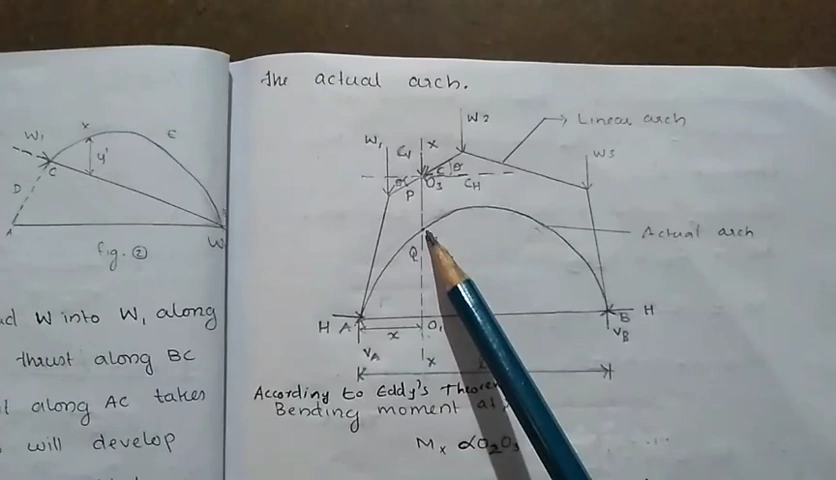 W1
x
E
y'
C
D
A
W
fig. ②
W into W1 along
thrust along BC
along AC takes
will develop
the actual arch.
W2
Linear arch
W1
C1
x
W3
θ
P
O3
CH
Actual arch
Q
H A
x
O1
B H
VA
x
VB
According to Eddy's Theorem
Bending moment at
Mx ∝ O2O3